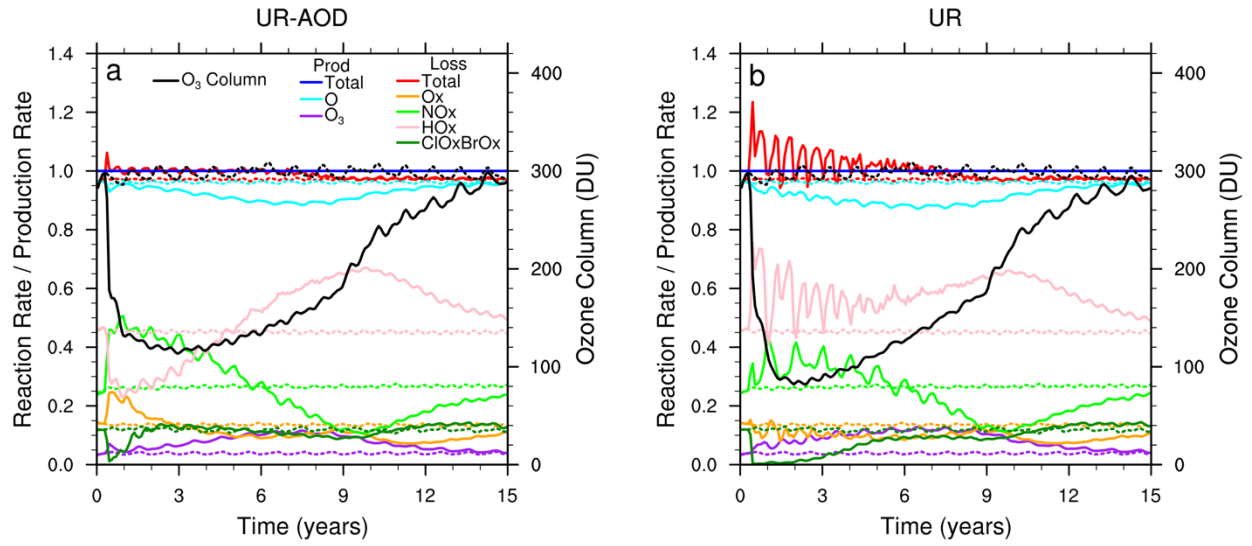 UR-AOD
UR
a
O₃ Column
Prod
Total
O
O₃
Loss
Total
Ox
NOx
HOx
ClOxBrOx
Reaction Rate / Production Rate
1.4
1.2
1.0
0.8
0.6
0.4
0.2
0.0
400
300
200
100
0
Ozone Column (DU)
0 3 6 9 12 15
Time (years)
b
Reaction Rate / Production Rate
1.4
1.2
1.0
0.8
0.6
0.4
0.2
0.0
400
300
200
100
0
Ozone Column (DU)
0 3 6 9 12 15
Time (years)